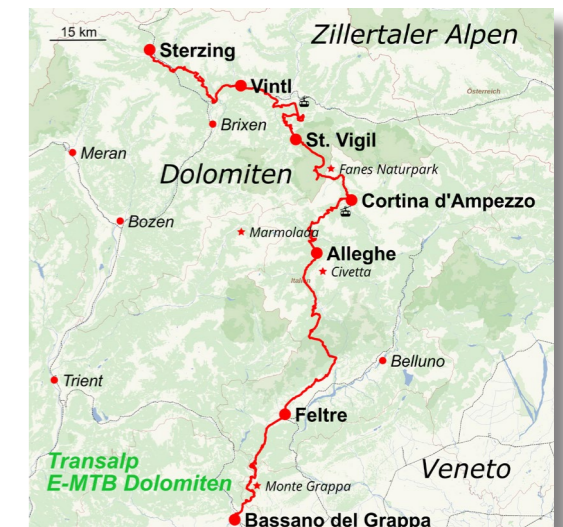 15 km
Zillertaler Alpen
Sterzing
Vintl
Österreich
Brixen
St. Vigil
Meran
Fanes Naturpark
Dolomiten
Cortina d'Ampezzo
Bozen
Marmolada
Alleghe
Civetta
Italien
Belluno
Trient
Feltre
Transalp
E-MTB Dolomiten
Veneto
Monte Grappa
Bassano del Grappa